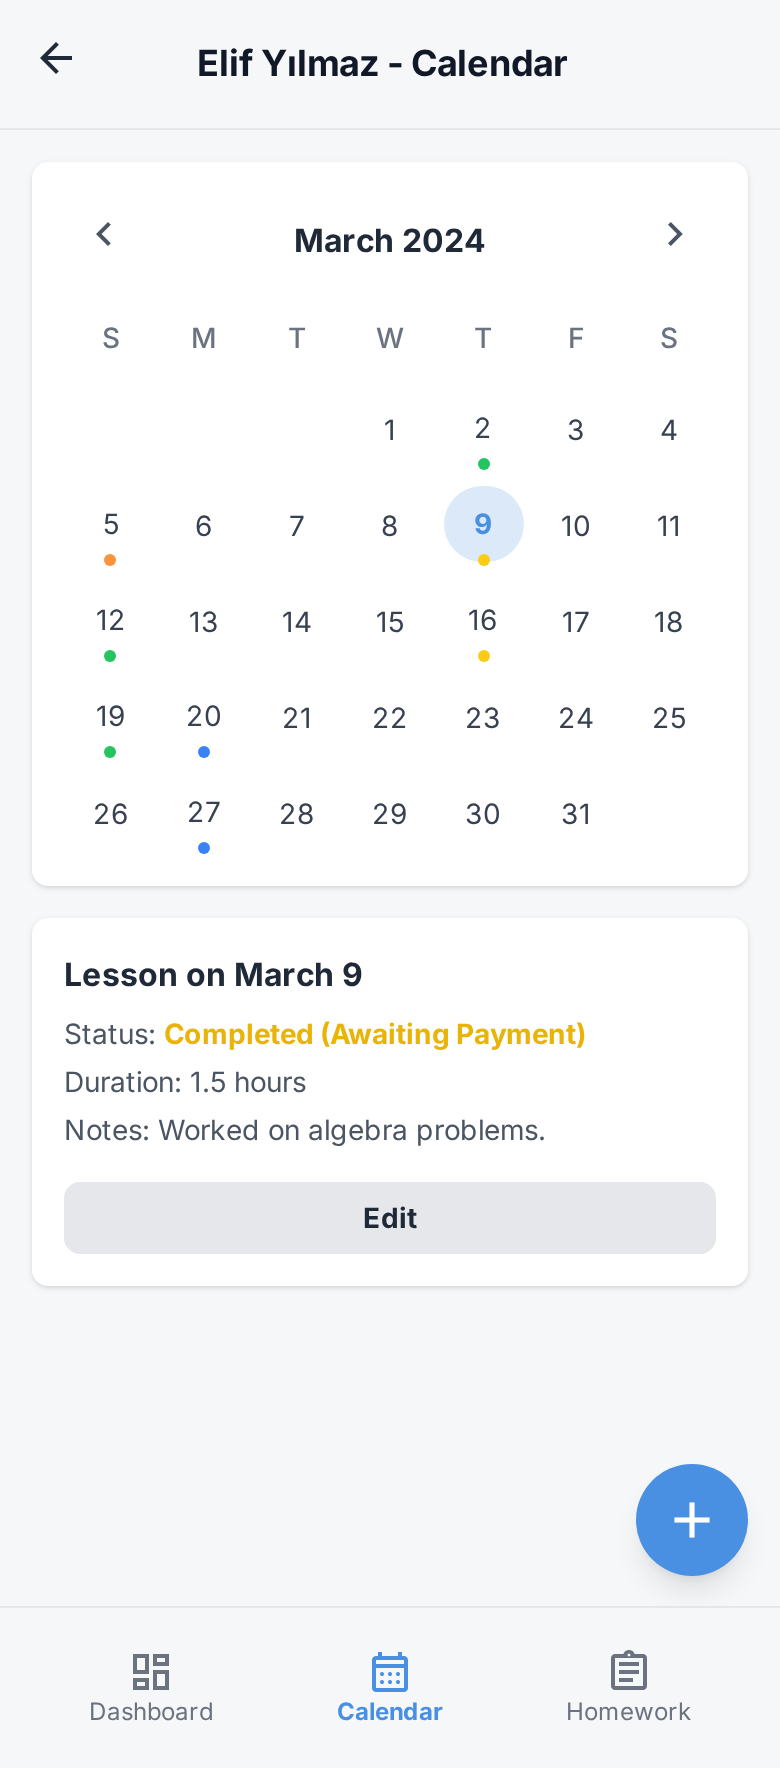 Elif Yılmaz - Calendar
March 2024
S M T W T F S
1 2 3 4
5 6 7 8 9 10 11
12 13 14 15 16 17 18
19 20 21 22 23 24 25
26 27 28 29 30 31
Lesson on March 9
Status: Completed (Awaiting Payment)
Duration: 1.5 hours
Notes: Worked on algebra problems.
Edit
Dashboard Calendar Homework